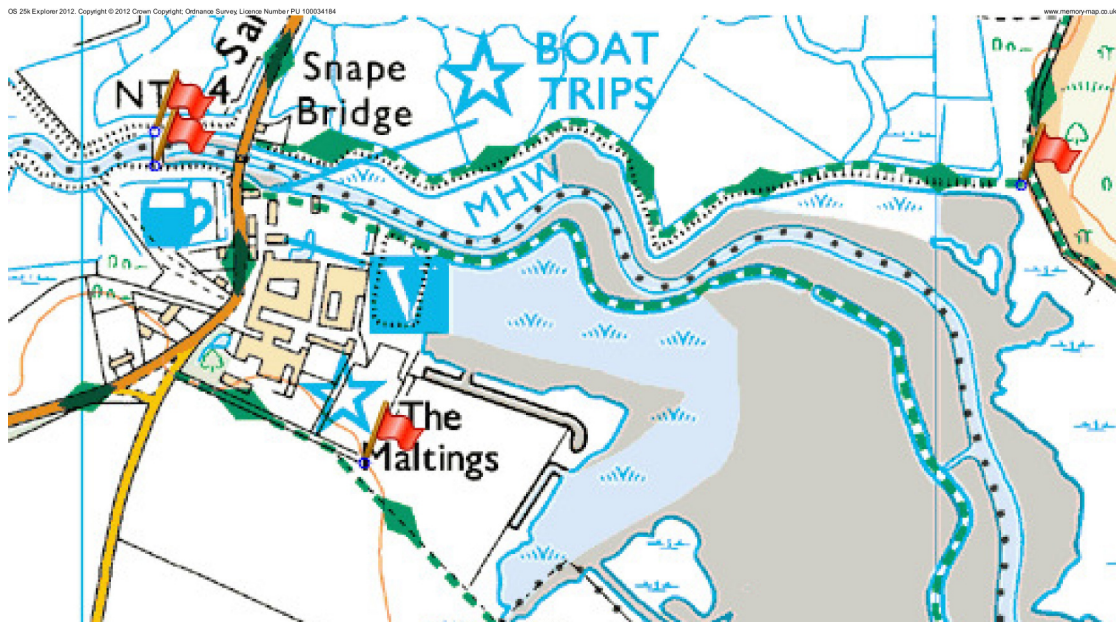 OS 25k Explorer 2012. Copyright © 2012 Crown Copyright; Ordnance Survey, Licence Number PU 100034184
www.memory-map.co.uk
Snape
Bridge
BOAT
TRIPS
MHW
V
The
Maltings